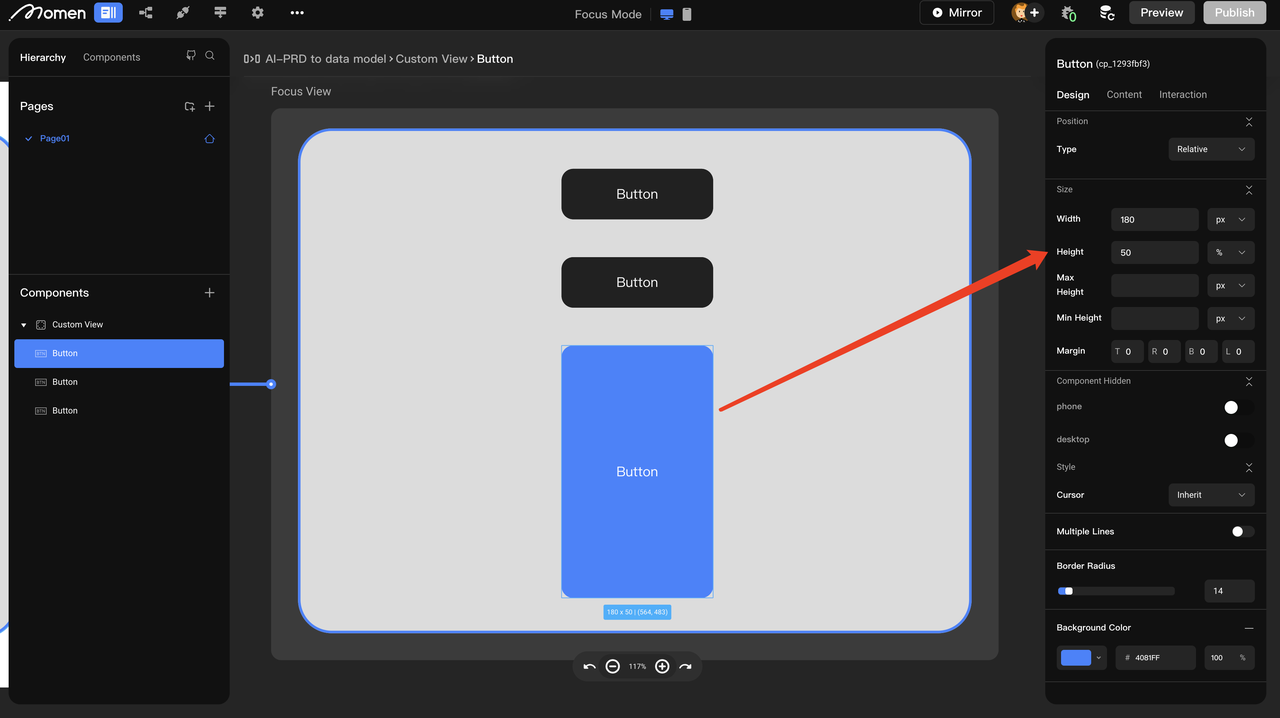 Momen
Focus Mode
Mirror
0
Preview
Publish
Hierarchy
Components
AI-PRD to data model > Custom View > Button
Focus View
Pages
Page01
Components
Custom View
Button
Button
Button
Button
Button
Button
180 x 50 | (564, 483)
117%
Button (cp_1293fbf3)
Design
Content
Interaction
Position
Type
Relative
Size
Width
180
px
Height
50
%
Max
Height
px
Min Height
px
Margin
T 0
R 0
B 0
L 0
Component Hidden
phone
desktop
Style
Cursor
Inherit
Multiple Lines
Border Radius
14
Background Color
# 4081FF
100 %